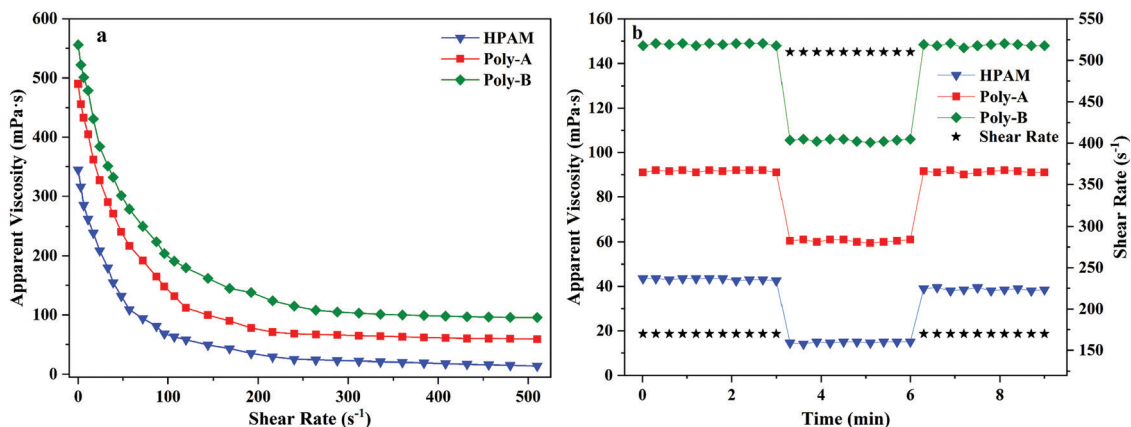 a
HPAM
Poly-A
Poly-B
Apparent Viscosity (mPa·s)
600
500
400
300
200
100
0
0 100 200 300 400 500
Shear Rate (s⁻¹)
b
HPAM
Poly-A
Poly-B
Shear Rate
Apparent Viscosity (mPa·s)
160
140
120
100
80
60
40
20
0
0 2 4 6 8
Time (min)
550
500
450
400
350
300
250
200
150
Shear Rate (s⁻¹)